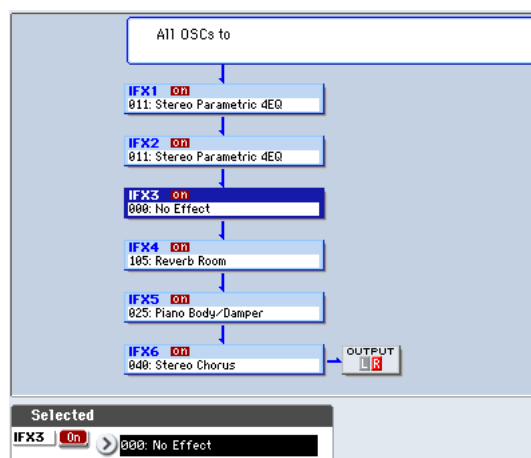 All OSCs to
IFX1 On
011: Stereo Parametric 4EQ
IFX2 On
011: Stereo Parametric 4EQ
IFX3 On
000: No Effect
IFX4 On
105: Reverb Room
IFX5 On
025: Piano Body/Damper
IFX6 On
040: Stereo Chorus
OUTPUT
L R
Selected
IFX3 On 000: No Effect